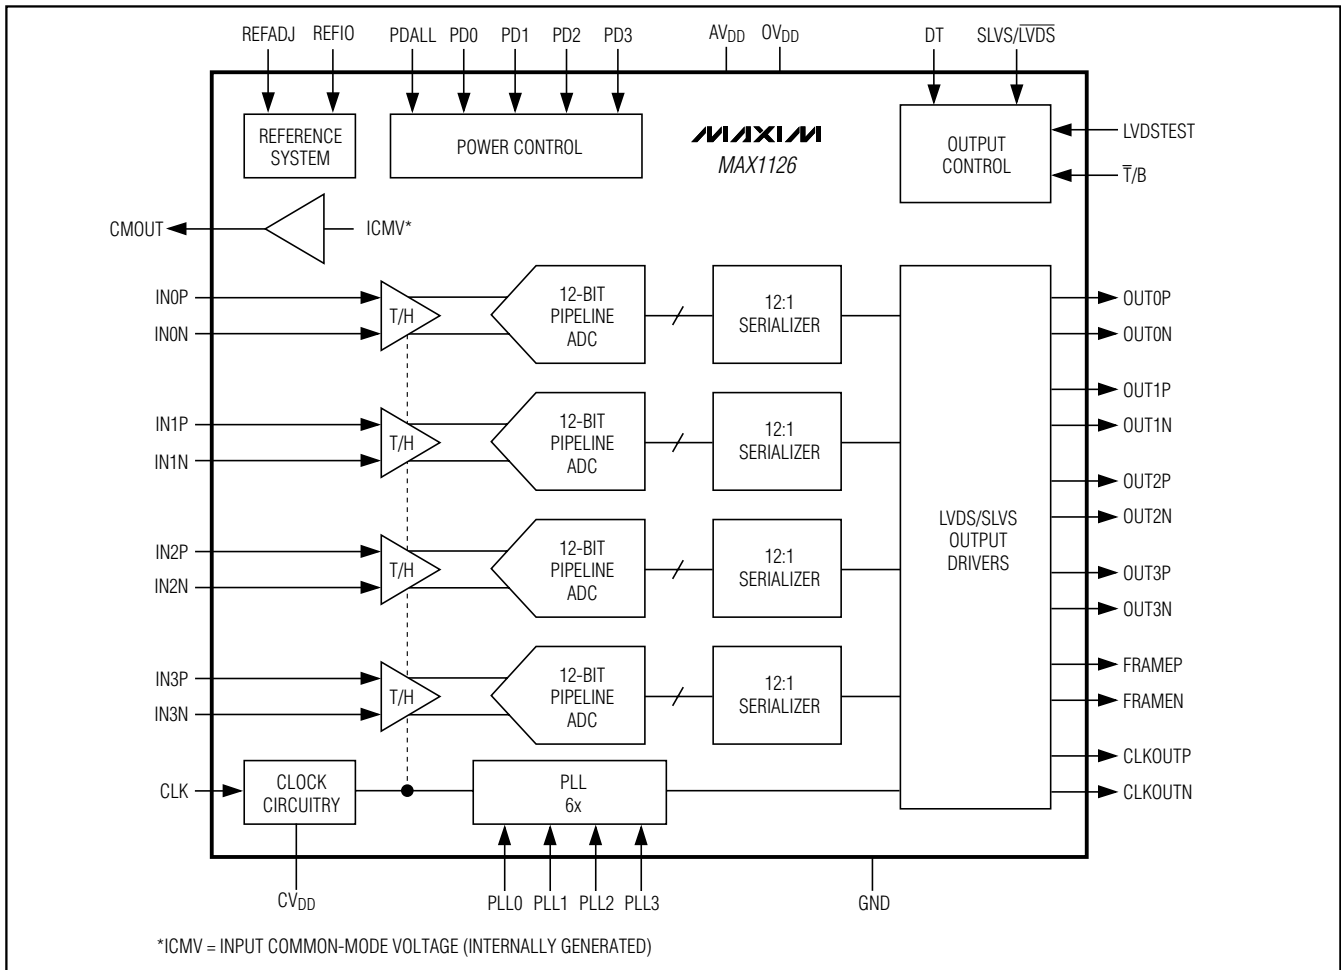 REFADJ REFIO PDALL PD0 PD1 PD2 PD3 AVDD OVDD DT SLVS/L̅V̅D̅S̅
REFERENCE
SYSTEM
POWER CONTROL
MAXIM
MAX1126
OUTPUT
CONTROL
LVDSTEST
T̅/B
CMOUT
ICMV*
IN0P
IN0N
T/H
12-BIT
PIPELINE
ADC
12:1
SERIALIZER
OUT0P
OUT0N
IN1P
IN1N
T/H
12-BIT
PIPELINE
ADC
12:1
SERIALIZER
OUT1P
OUT1N
IN2P
IN2N
T/H
12-BIT
PIPELINE
ADC
12:1
SERIALIZER
LVDS/SLVS
OUTPUT
DRIVERS
OUT2P
OUT2N
OUT3P
OUT3N
IN3P
IN3N
T/H
12-BIT
PIPELINE
ADC
12:1
SERIALIZER
FRAMEP
FRAMEN
CLK
CLOCK
CIRCUITRY
PLL
6x
CLKOUTP
CLKOUTN
CVDD PLL0 PLL1 PLL2 PLL3 GND
*ICMV = INPUT COMMON-MODE VOLTAGE (INTERNALLY GENERATED)